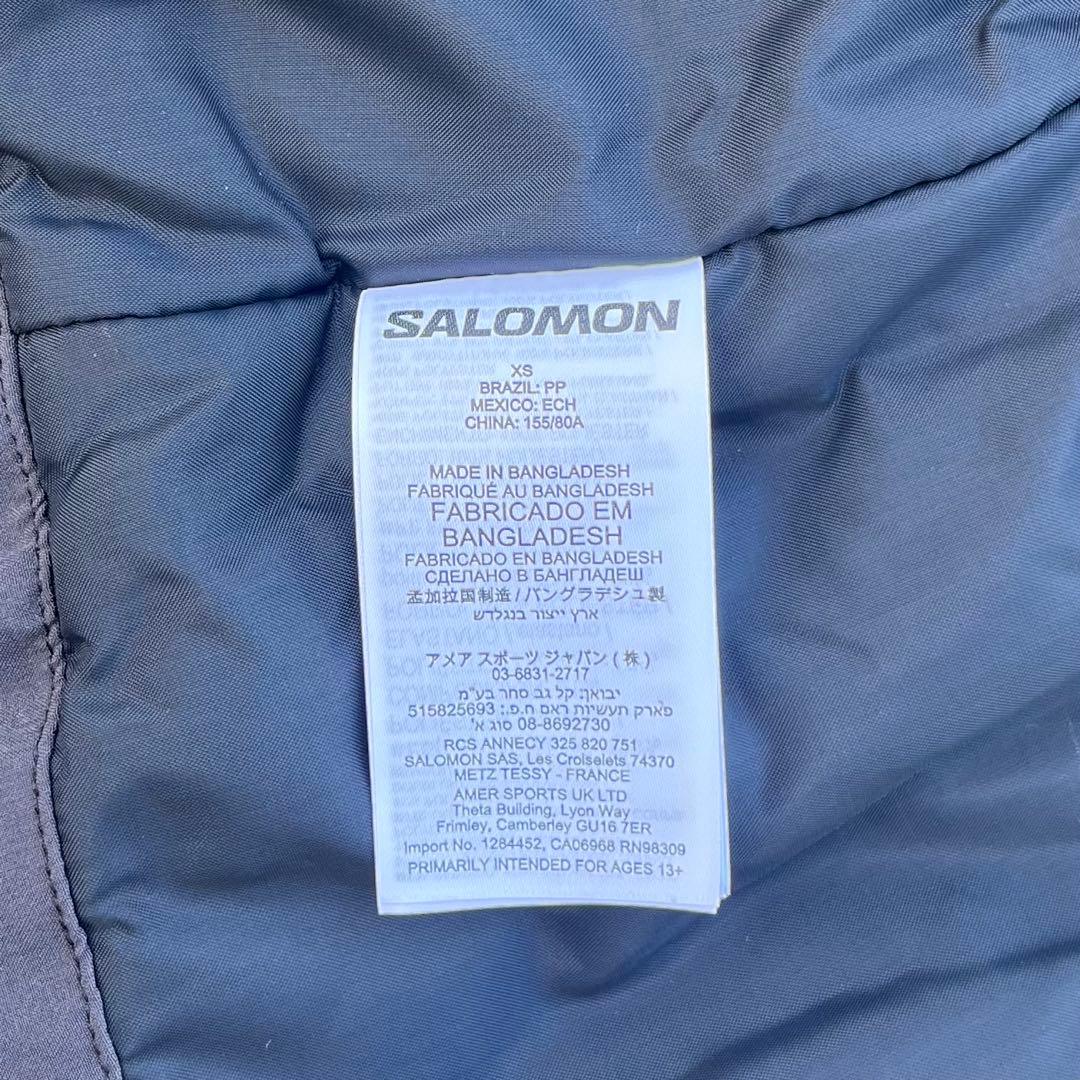 SALOMON
XS
BRAZIL: PP
MEXICO: ECH
CHINA: 155/80A
MADE IN BANGLADESH
FABRIQUÉ AU BANGLADESH
FABRICADO EM
BANGLADESH
FABRICADO EN BANGLADESH
СДЕЛАНО В БАНГЛАДЕШ
孟加拉国制造 / バングラデシュ製
ארץ ייצור בנגלדש
アメア スポーツ ジャパン ( 株 )
03-6831-2717
יבואן: קל גב סחר בע"מ
פארק תעשיות ראם ח.פ.: 515825693
08-8692730 סוג א'
RCS ANNECY 325 820 751
SALOMON SAS, Les Croiselets 74370
METZ TESSY - FRANCE
AMER SPORTS UK LTD
Theta Building, Lyon Way
Frimley, Camberley GU16 7ER
Import No. 1284452, CA06968 RN98309
PRIMARILY INTENDED FOR AGES 13+